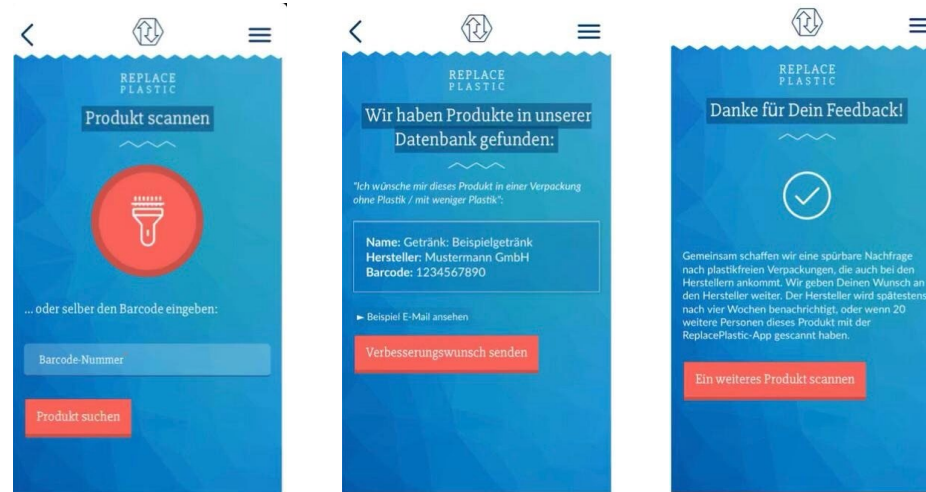 REPLACE
PLASTIC
Produkt scannen
... oder selber den Barcode eingeben:
Barcode-Nummer
Produkt suchen
REPLACE
PLASTIC
Wir haben Produkte in unserer
Datenbank gefunden:
"Ich wünsche mir dieses Produkt in einer Verpackung
ohne Plastik / mit weniger Plastik":
Name: Getränk: Beispielgetränk
Hersteller: Mustermann GmbH
Barcode: 1234567890
► Beispiel E-Mail ansehen
Verbesserungswunsch senden
REPLACE
PLASTIC
Danke für Dein Feedback!
Gemeinsam schaffen wir eine spürbare Nachfrage
nach plastikfreien Verpackungen, die auch bei den
Herstellern ankommt. Wir geben Deinen Wunsch an
den Hersteller weiter. Der Hersteller wird spätestens
nach vier Wochen benachrichtigt, oder wenn 20
weitere Personen dieses Produkt mit der
ReplacePlastic-App gescannt haben.
Ein weiteres Produkt scannen